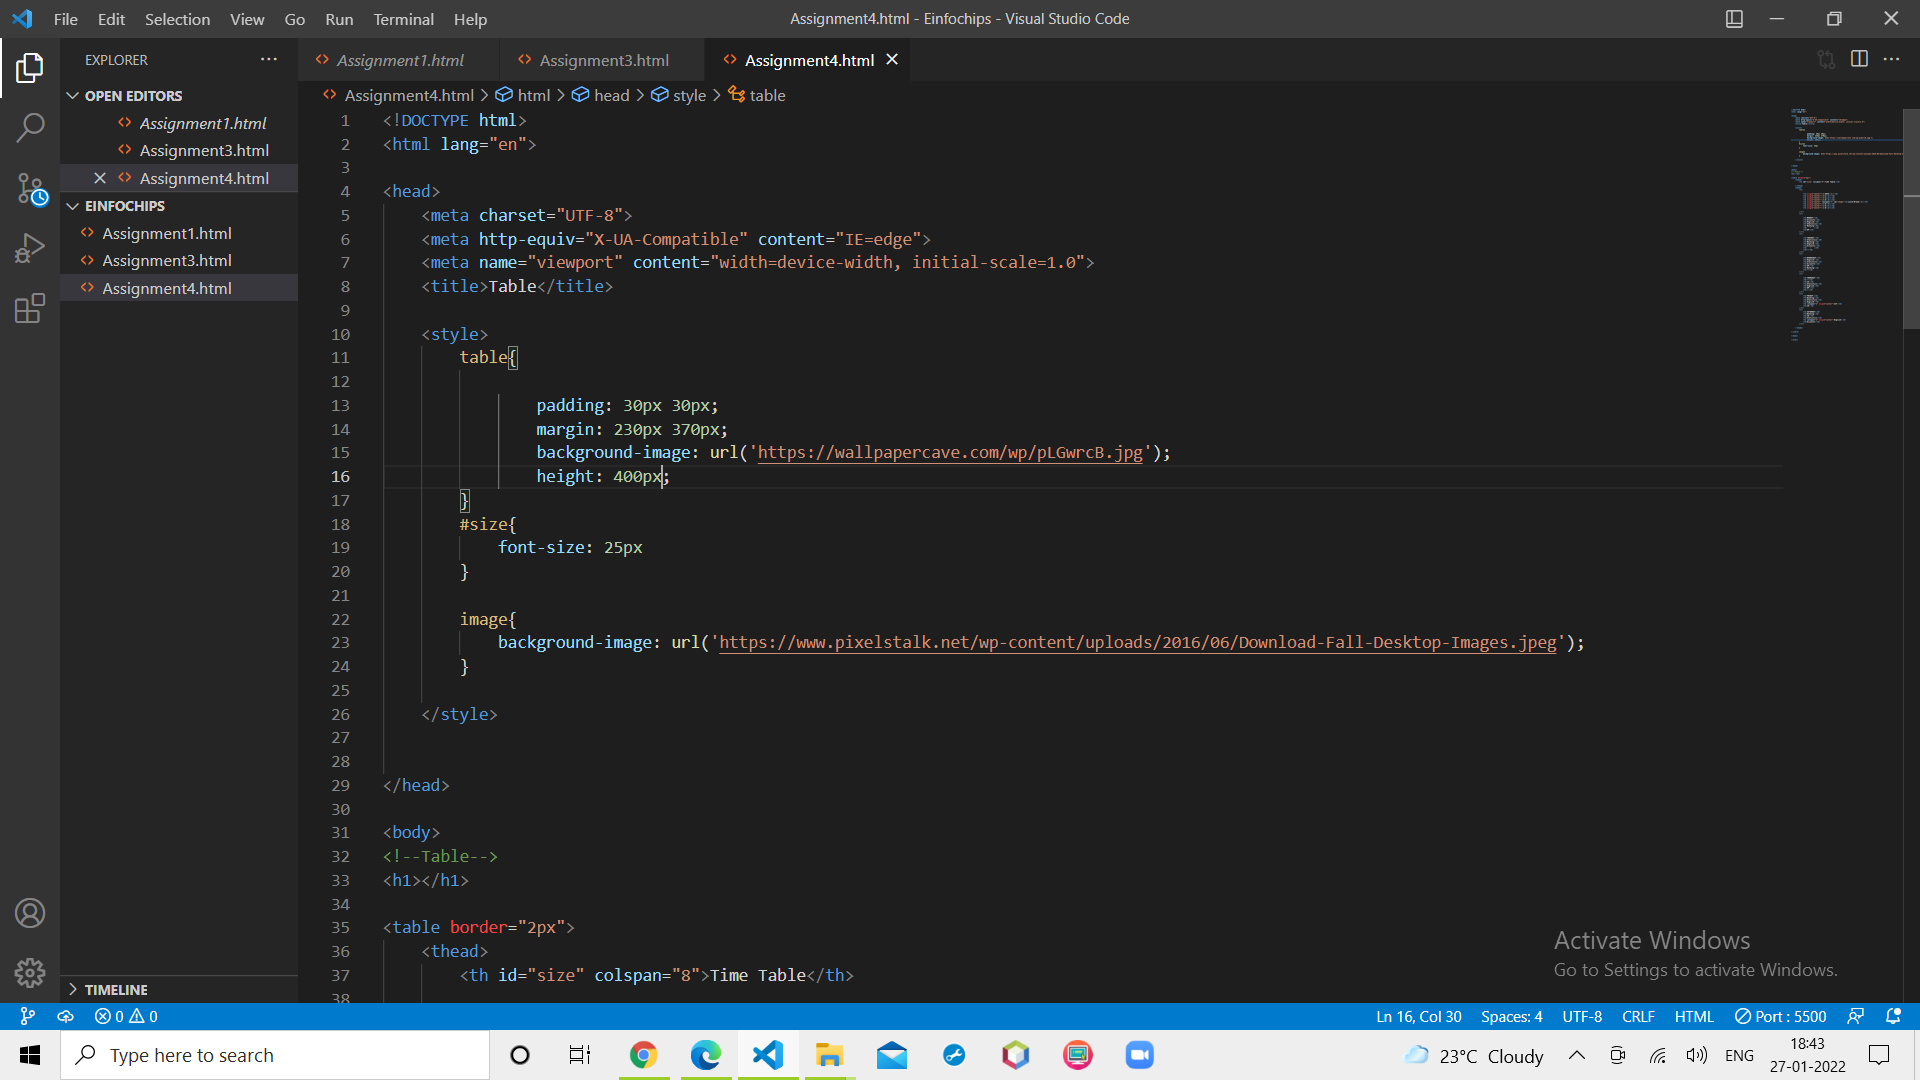 File Edit Selection View Go Run Terminal Help
Assignment4.html - Einfochips - Visual Studio Code
EXPLORER
OPEN EDITORS
Assignment1.html
Assignment3.html
Assignment4.html
EINFOCHIPS
Assignment1.html
Assignment3.html
Assignment4.html
TIMELINE
Assignment1.html Assignment3.html Assignment4.html
Assignment4.html > html > head > style > table
1 <!DOCTYPE html>
2 <html lang="en">
3
4 <head>
5 <meta charset="UTF-8">
6 <meta http-equiv="X-UA-Compatible" content="IE=edge">
7 <meta name="viewport" content="width=device-width, initial-scale=1.0">
8 <title>Table</title>
9
10 <style>
11 table{
12
13 padding: 30px 30px;
14 margin: 230px 370px;
15 background-image: url('https://wallpapercave.com/wp/pLGwrcB.jpg');
16 height: 400px;
17 }
18 #size{
19 font-size: 25px
20 }
21
22 image{
23 background-image: url('https://www.pixelstalk.net/wp-content/uploads/2016/06/Download-Fall-Desktop-Images.jpeg');
24 }
25
26 </style>
27
28
29 </head>
30
31 <body>
32 <!--Table-->
33 <h1></h1>
34
35 <table border="2px">
36 <thead>
37 <th id="size" colspan="8">Time Table</th>
38
Activate Windows
Go to Settings to activate Windows.
0 0
Ln 16, Col 30 Spaces: 4 UTF-8 CRLF HTML Port : 5500
Type here to search
23°C Cloudy ENG
18:43
27-01-2022